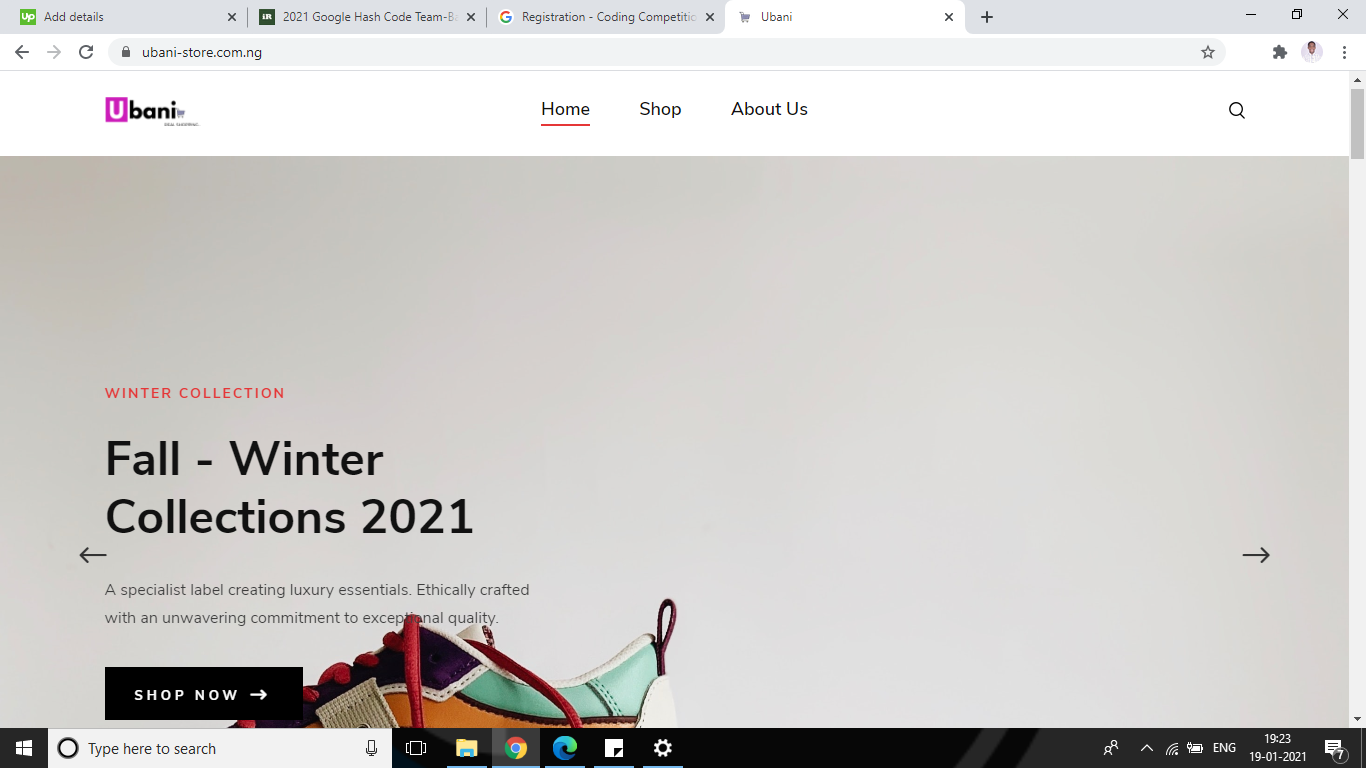 Add details
2021 Google Hash Code Team-Ba
Registration - Coding Competitic
Ubani
ubani-store.com.ng
Ubani
Home
Shop
About Us
WINTER COLLECTION
Fall - Winter
Collections 2021
A specialist label creating luxury essentials. Ethically crafted
with an unwavering commitment to exceptional quality.
SHOP NOW
Type here to search
ENG
19:23
19-01-2021
7